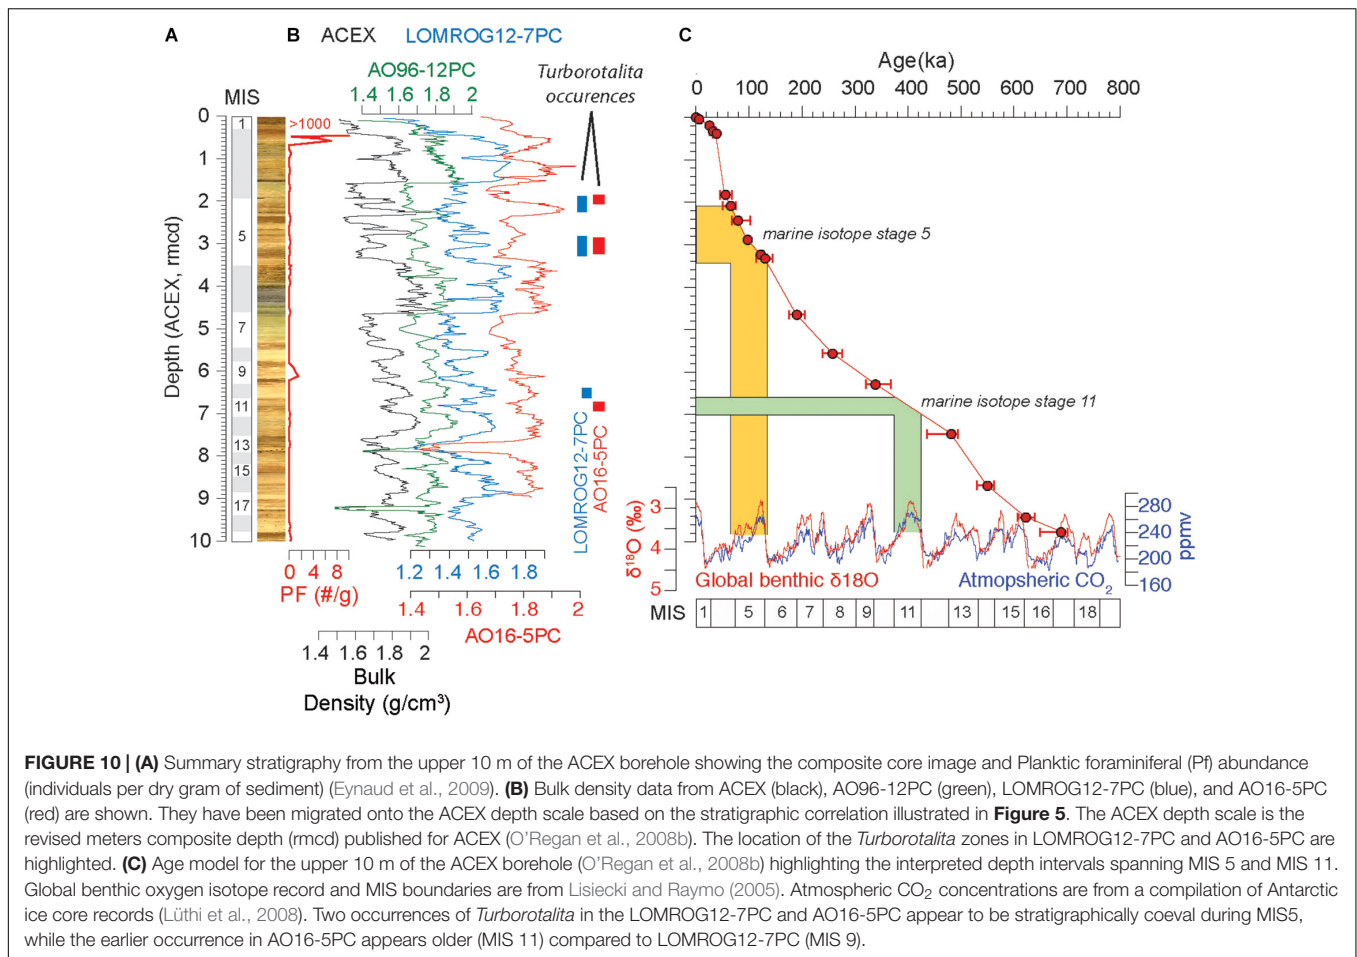 A
B ACEX LOMROG12-7PC
C
AO96-12PC
1.4 1.6 1.8 2
Turborotalita
occurences
Age(ka)
0 100 200 300 400 500 600 700 800
MIS
Depth (ACEX, rmcd)
0
1
2
3
4
5
6
7
8
9
10
1
5
7
9
11
13
15
17
>1000
marine isotope stage 5
marine isotope stage 11
LOMROG12-7PC
AO16-5PC
0 4 8
PF (#/g)
1.2 1.4 1.6 1.8
1.4 1.6 1.8 2
AO16-5PC
1.4 1.6 1.8 2
Bulk
Density (g/cm³)
δ¹⁸O (‰)
3
4
5
280
240
200
160
ppmv
Global benthic δ18O
Atmopsheric CO₂
MIS 1 5 6 7 8 9 11 13 15 16 18
FIGURE 10 | (A) Summary stratigraphy from the upper 10 m of the ACEX borehole showing the composite core image and Planktic foraminiferal (Pf) abundance
(individuals per dry gram of sediment) (Eynaud et al., 2009). (B) Bulk density data from ACEX (black), AO96-12PC (green), LOMROG12-7PC (blue), and AO16-5PC
(red) are shown. They have been migrated onto the ACEX depth scale based on the stratigraphic correlation illustrated in Figure 5. The ACEX depth scale is the
revised meters composite depth (rmcd) published for ACEX (O'Regan et al., 2008b). The location of the Turborotalita zones in LOMROG12-7PC and AO16-5PC are
highlighted. (C) Age model for the upper 10 m of the ACEX borehole (O'Regan et al., 2008b) highlighting the interpreted depth intervals spanning MIS 5 and MIS 11.
Global benthic oxygen isotope record and MIS boundaries are from Lisiecki and Raymo (2005). Atmospheric CO₂ concentrations are from a compilation of Antarctic
ice core records (Lüthi et al., 2008). Two occurrences of Turborotalita in the LOMROG12-7PC and AO16-5PC appear to be stratigraphically coeval during MIS5,
while the earlier occurrence in AO16-5PC appears older (MIS 11) compared to LOMROG12-7PC (MIS 9).